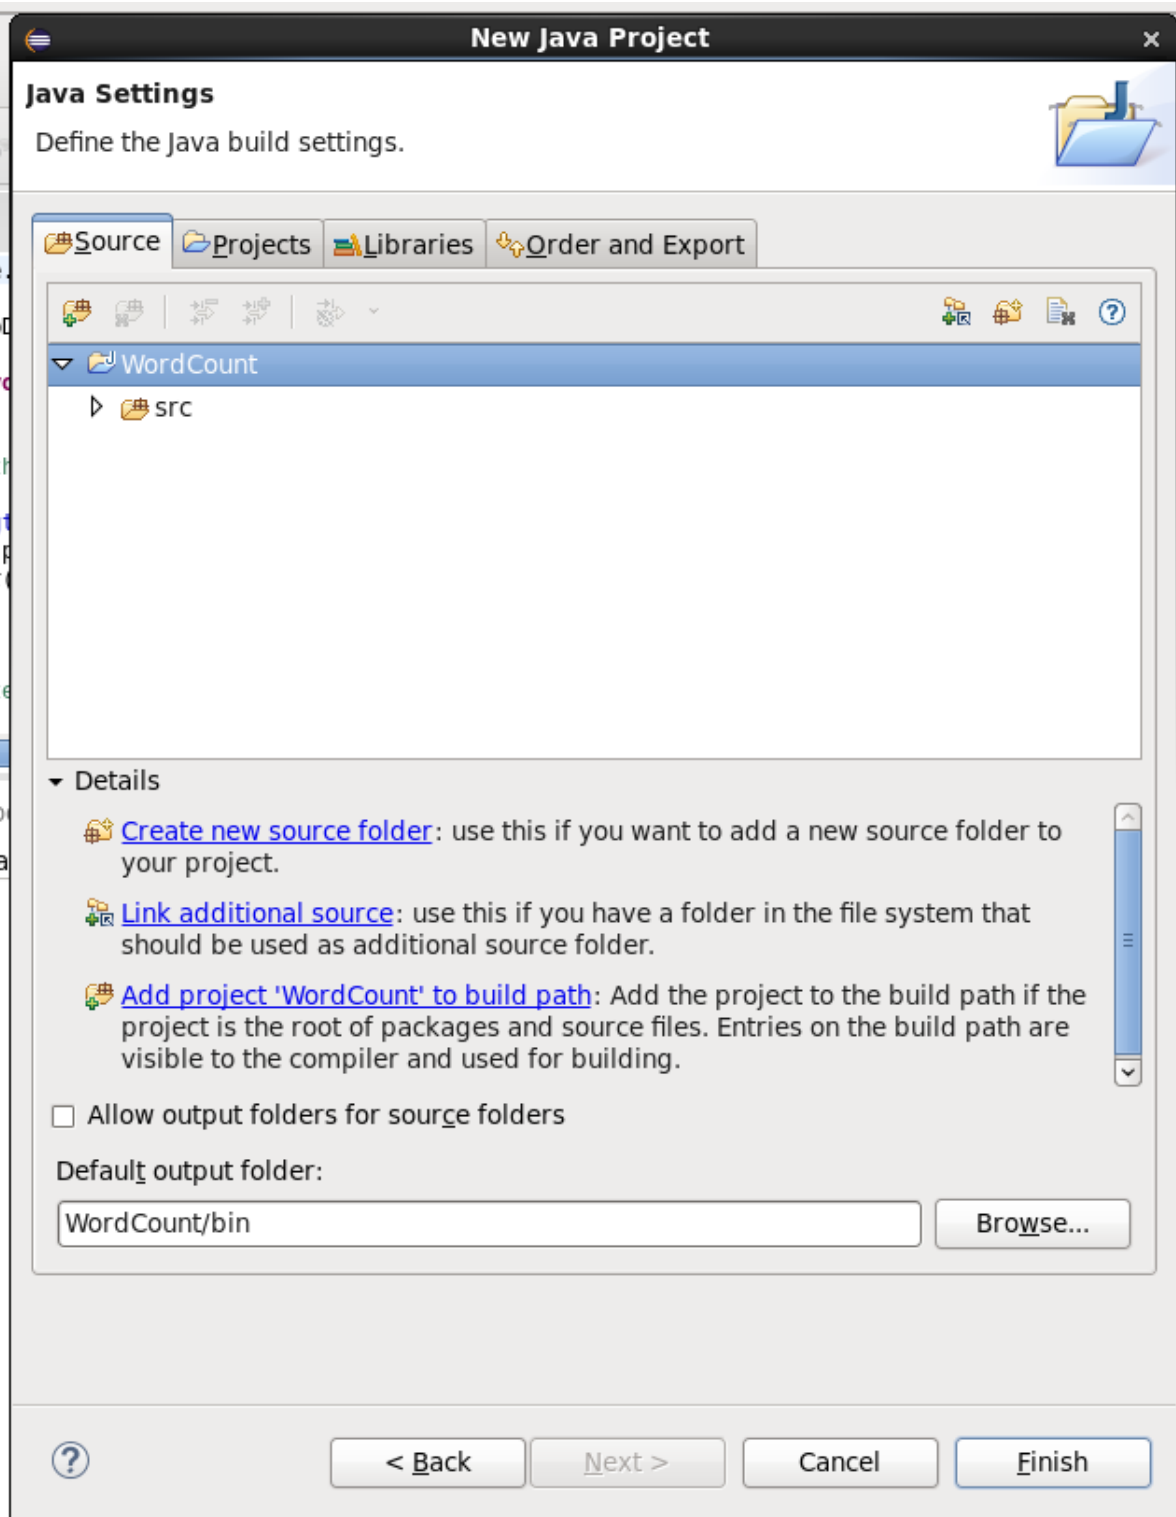 New Java Project
Java Settings
Define the Java build settings.
Source Projects Libraries Order and Export
WordCount
src
Details
Create new source folder: use this if you want to add a new source folder to
your project.
Link additional source: use this if you have a folder in the file system that
should be used as additional source folder.
Add project 'WordCount' to build path: Add the project to the build path if the
project is the root of packages and source files. Entries on the build path are
visible to the compiler and used for building.
Allow output folders for source folders
Default output folder:
WordCount/bin Browse...
< Back Next > Cancel Finish